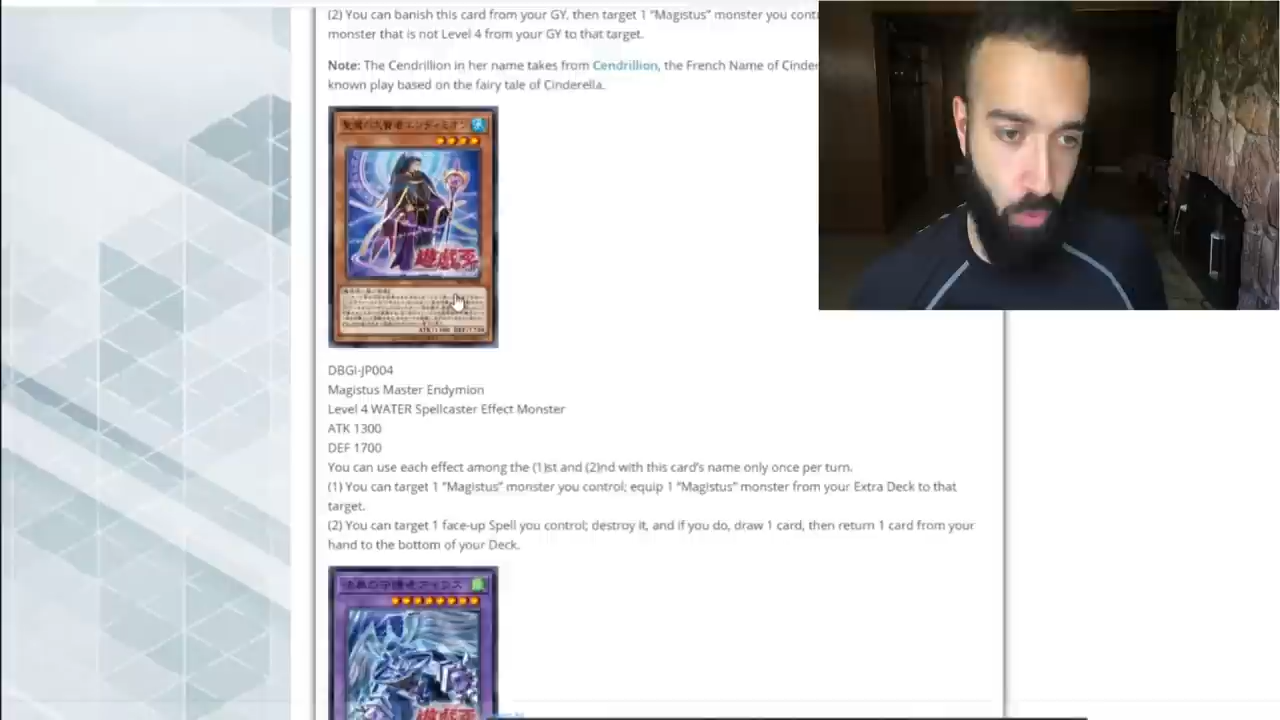 (2) You can banish this card from your GY, then target 1 "Magistus" monster you
monster that is not Level 4 from your GY to that target.
Note: The Cendrillion in her name takes from Cendrillion, the French Name of
known play based on the fairy tale of Cinderella.
DBGI-JP004
Magistus Master Endymion
Level 4 WATER Spellcaster Effect Monster
ATK 1300
DEF 1700
You can use each effect among the (1)st and (2)nd with this card's name only once per turn.
(1) You can target 1 "Magistus" monster you control; equip 1 "Magistus" monster from your Extra Deck to that
target.
(2) You can target 1 face-up Spell you control; destroy it, and if you do, draw 1 card, then return 1 card from your
hand to the bottom of your Deck.